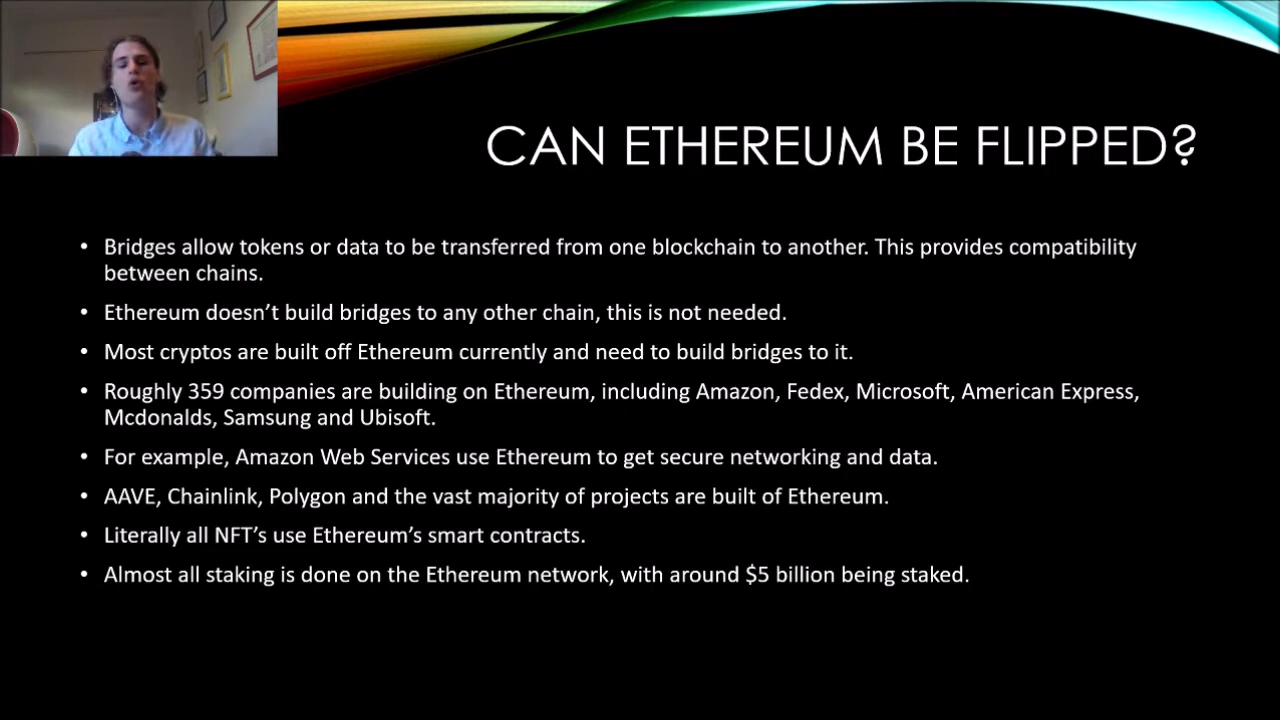 CAN ETHEREUM BE FLIPPED?
• Bridges allow tokens or data to be transferred from one blockchain to another. This provides compatibility
between chains.
• Ethereum doesn’t build bridges to any other chain, this is not needed.
• Most cryptos are built off Ethereum currently and need to build bridges to it.
• Roughly 359 companies are building on Ethereum, including Amazon, Fedex, Microsoft, American Express,
Mcdonalds, Samsung and Ubisoft.
• For example, Amazon Web Services use Ethereum to get secure networking and data.
• AAVE, Chainlink, Polygon and the vast majority of projects are built of Ethereum.
• Literally all NFT’s use Ethereum’s smart contracts.
• Almost all staking is done on the Ethereum network, with around $5 billion being staked.